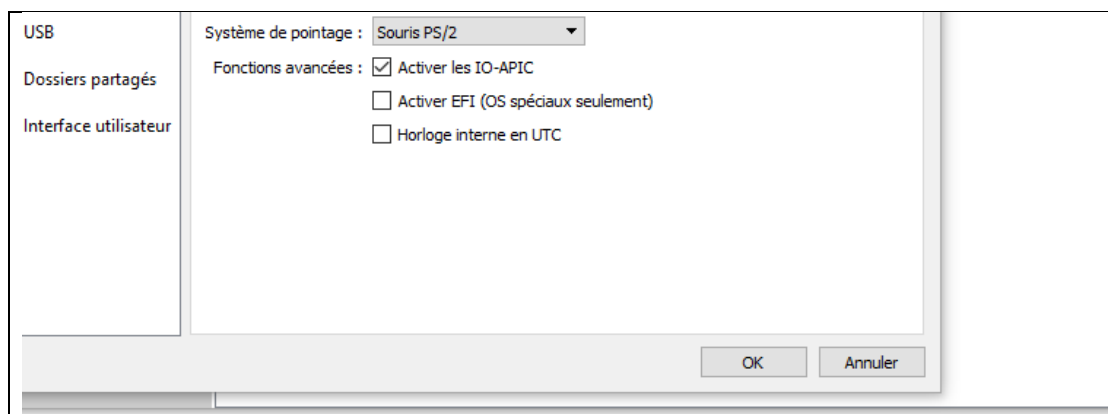 USB
Dossiers partagés
Interface utilisateur
Système de pointage : Souris PS/2
Fonctions avancées : Activer les IO-APIC
Activer EFI (OS spéciaux seulement)
Horloge interne en UTC
OK Annuler